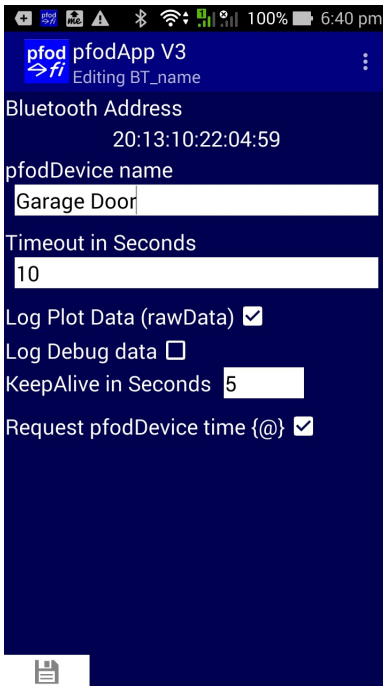 100% 6:40 pm
pfod pfodApp V3
fi Editing BT_name
Bluetooth Address
20:13:10:22:04:59
pfodDevice name
Garage Door
Timeout in Seconds
10
Log Plot Data (rawData)
Log Debug data
KeepAlive in Seconds 5
Request pfodDevice time {@}